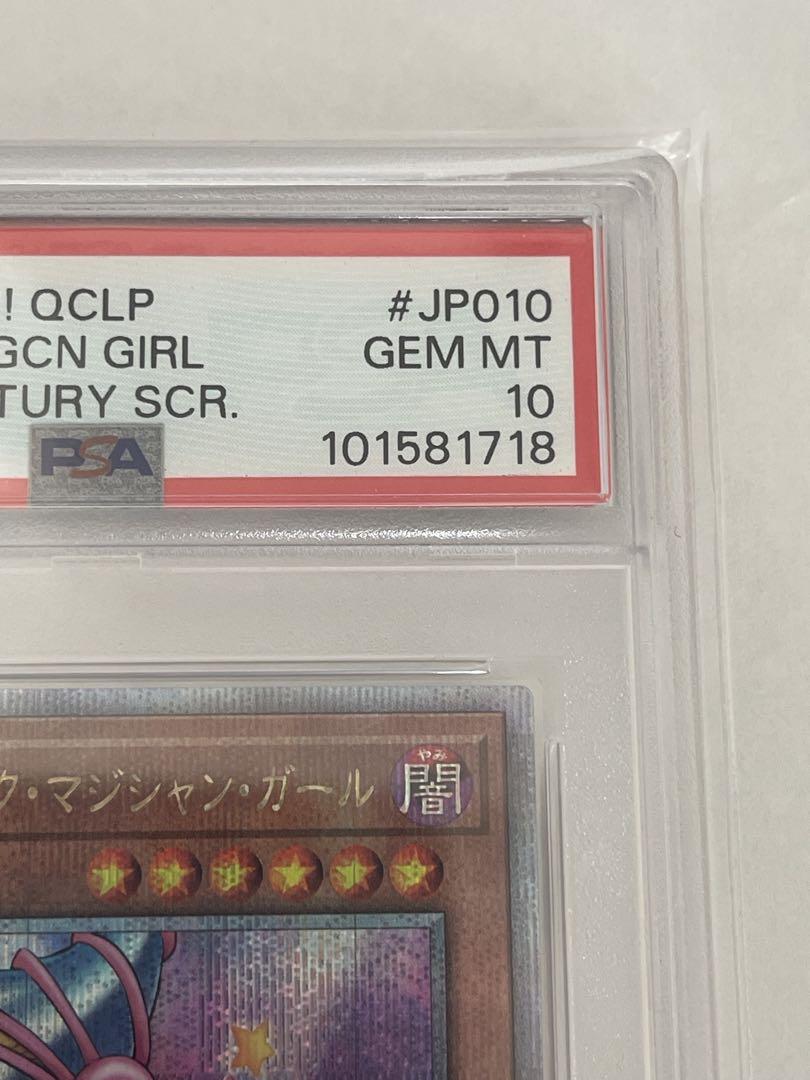 ! QCLP #JP010
GCN GIRL GEM MT
TURY SCR. 10
PSA 101581718
ク・マジシャン・ガール
やみ
闇